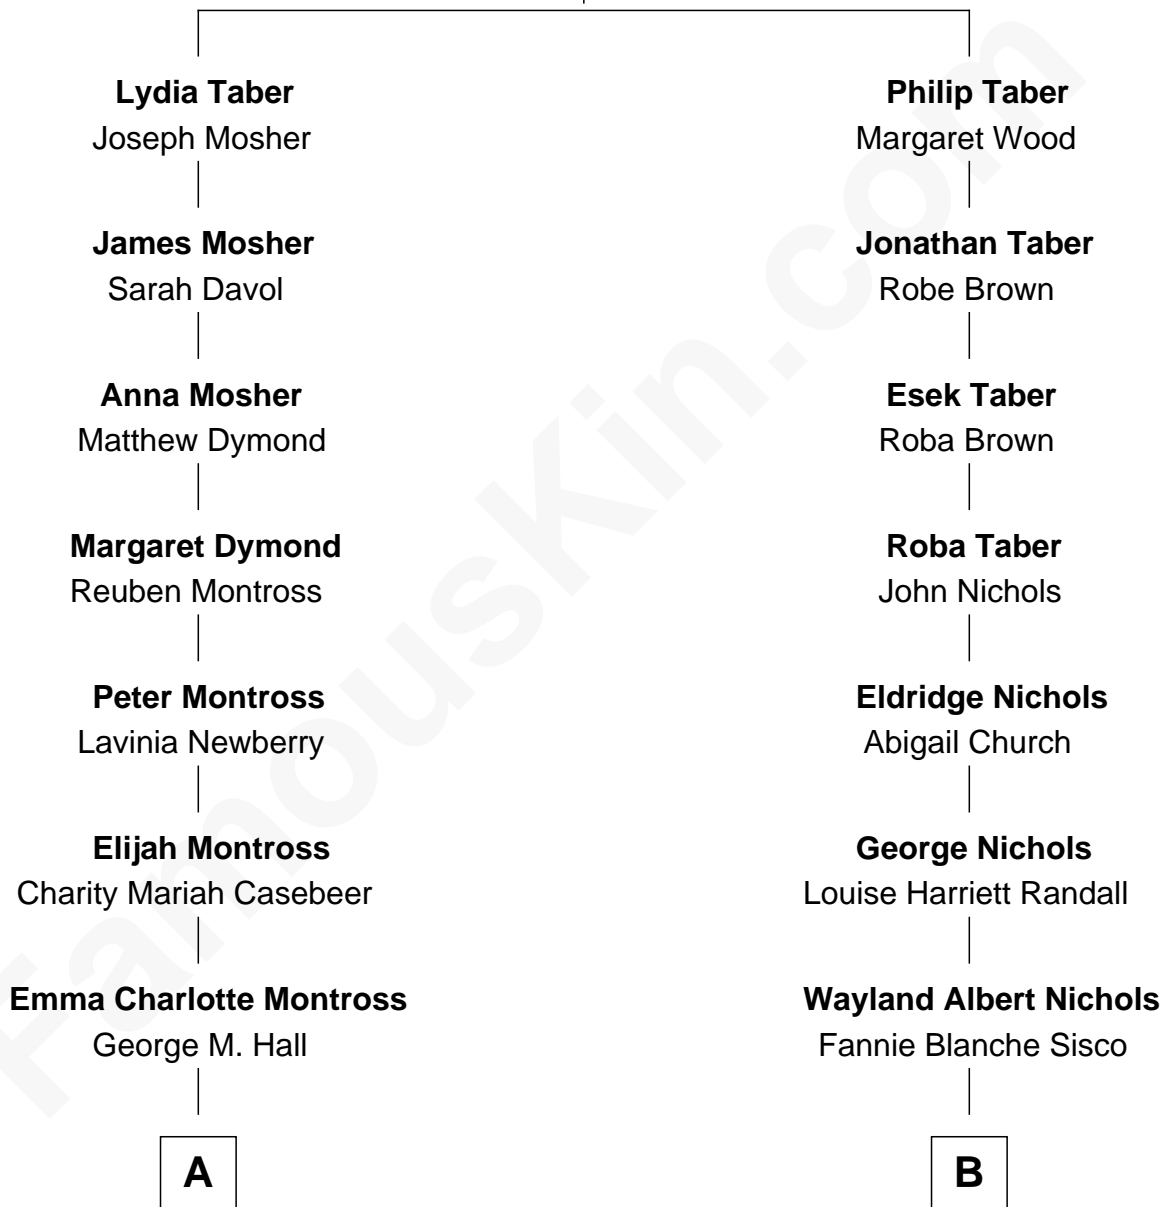 Lydia Taber
Joseph Mosher
James Mosher
Sarah Davol
Anna Mosher
Matthew Dymond
Margaret Dymond
Reuben Montross
Peter Montross
Lavinia Newberry
Elijah Montross
Charity Mariah Casebeer
Emma Charlotte Montross
George M. Hall
A
Philip Taber
Margaret Wood
Jonathan Taber
Robe Brown
Esek Taber
Roba Brown
Roba Taber
John Nichols
Eldridge Nichols
Abigail Church
George Nichols
Louise Harriett Randall
Wayland Albert Nichols
Fannie Blanche Sisco
B
FamousKin.com